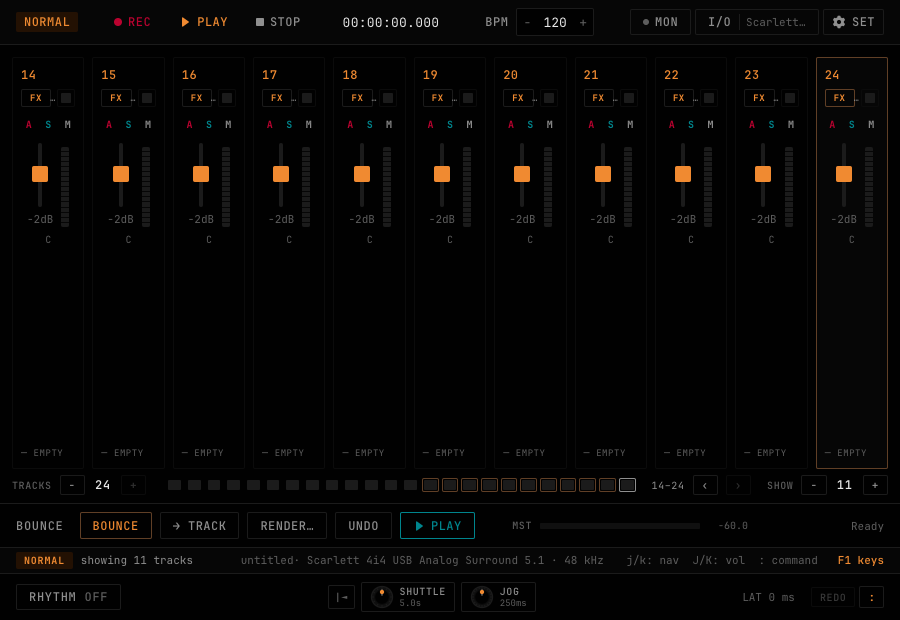 NORMAL REC PLAY STOP 00:00:00.000 BPM - 120 + MON I/O Scarlett… SET
14 15 16 17 18 19 20 21 22 23 24
FX … FX … FX … FX … FX … FX … FX … FX … FX … FX … FX …
A S M A S M A S M A S M A S M A S M A S M A S M A S M A S M A S M
-2dB -2dB -2dB -2dB -2dB -2dB -2dB -2dB -2dB -2dB -2dB
C C C C C C C C C C C
— EMPTY — EMPTY — EMPTY — EMPTY — EMPTY — EMPTY — EMPTY — EMPTY — EMPTY — EMPTY — EMPTY
TRACKS - 24 + 14–24 ‹ › SHOW - 11 +
BOUNCE BOUNCE → TRACK RENDER… UNDO PLAY MST -60.0 Ready
NORMAL showing 11 tracks untitled· Scarlett 4i4 USB Analog Surround 5.1 · 48 kHz j/k: nav J/K: vol : command F1 keys
RHYTHM OFF |⇥ SHUTTLE JOG LAT 0 ms REDO :
5.0s 250ms